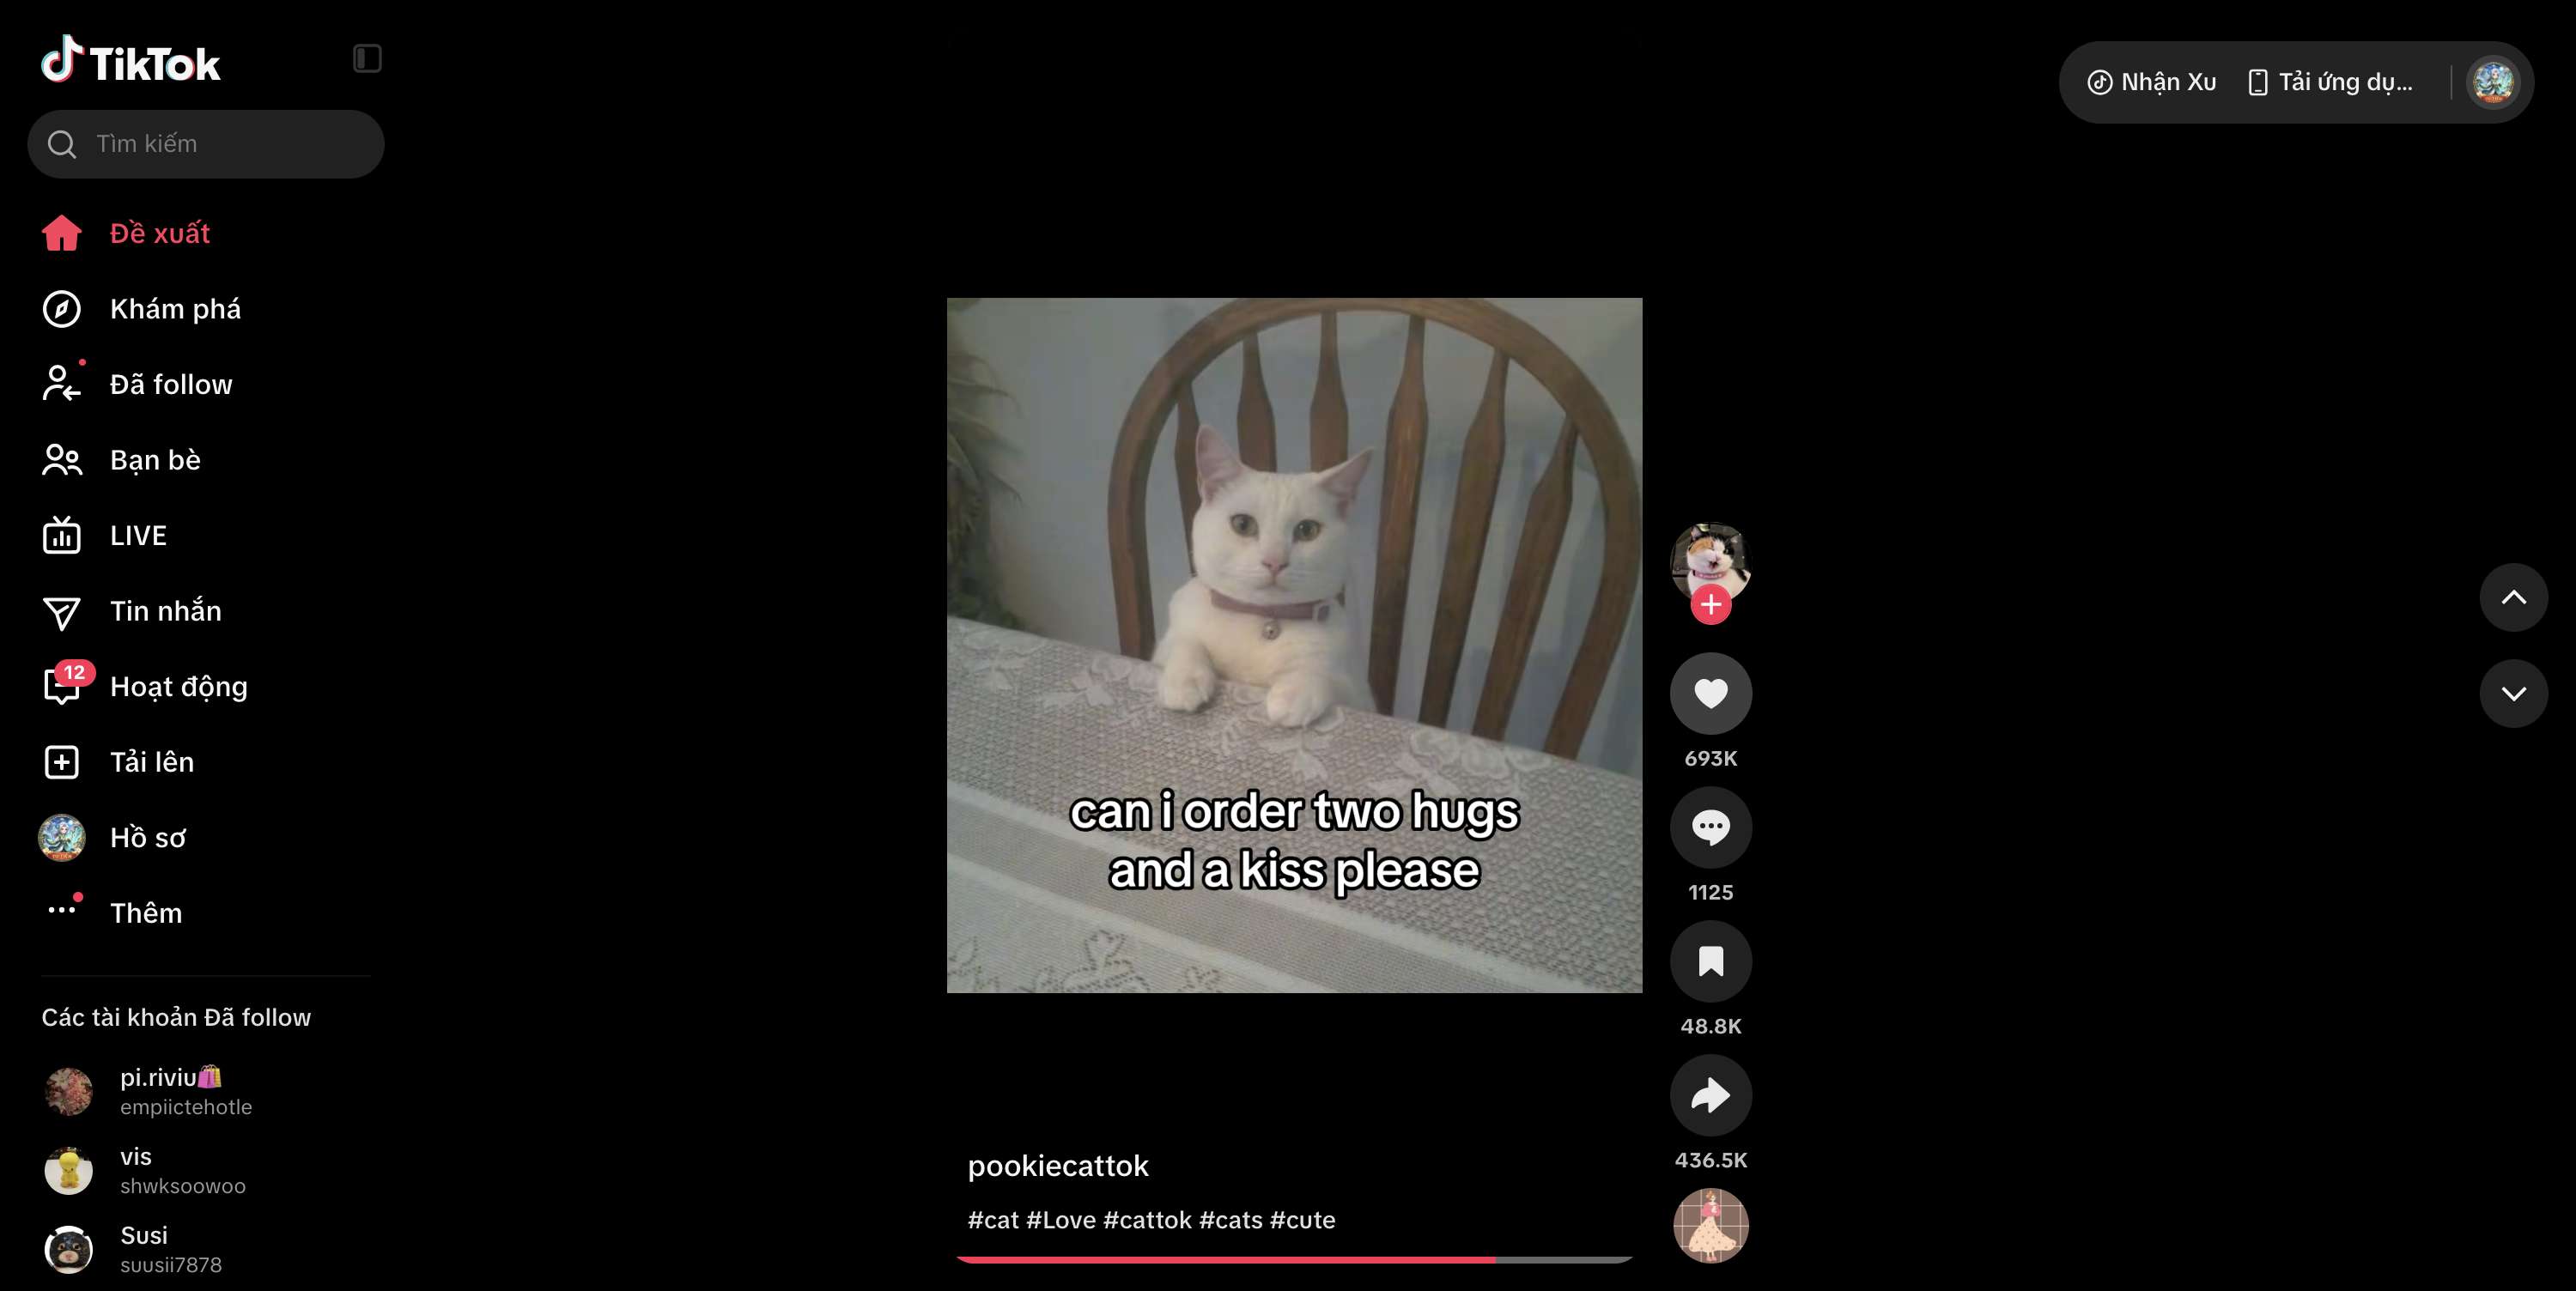 TikTok
Tìm kiếm
Đề xuất
Khám phá
Đã follow
Bạn bè
LIVE
Tin nhắn
12
Hoạt động
Tải lên
Hồ sơ
Thêm
Các tài khoản Đã follow
pi.riviu🛍️
empiictehotle
vis
shwksoowoo
Susi
suusii7878
Nhận Xu
Tải ứng dụ...
can i order two hugs
and a kiss please
693K
1125
48.8K
436.5K
pookiecattok
#cat #Love #cattok #cats #cute